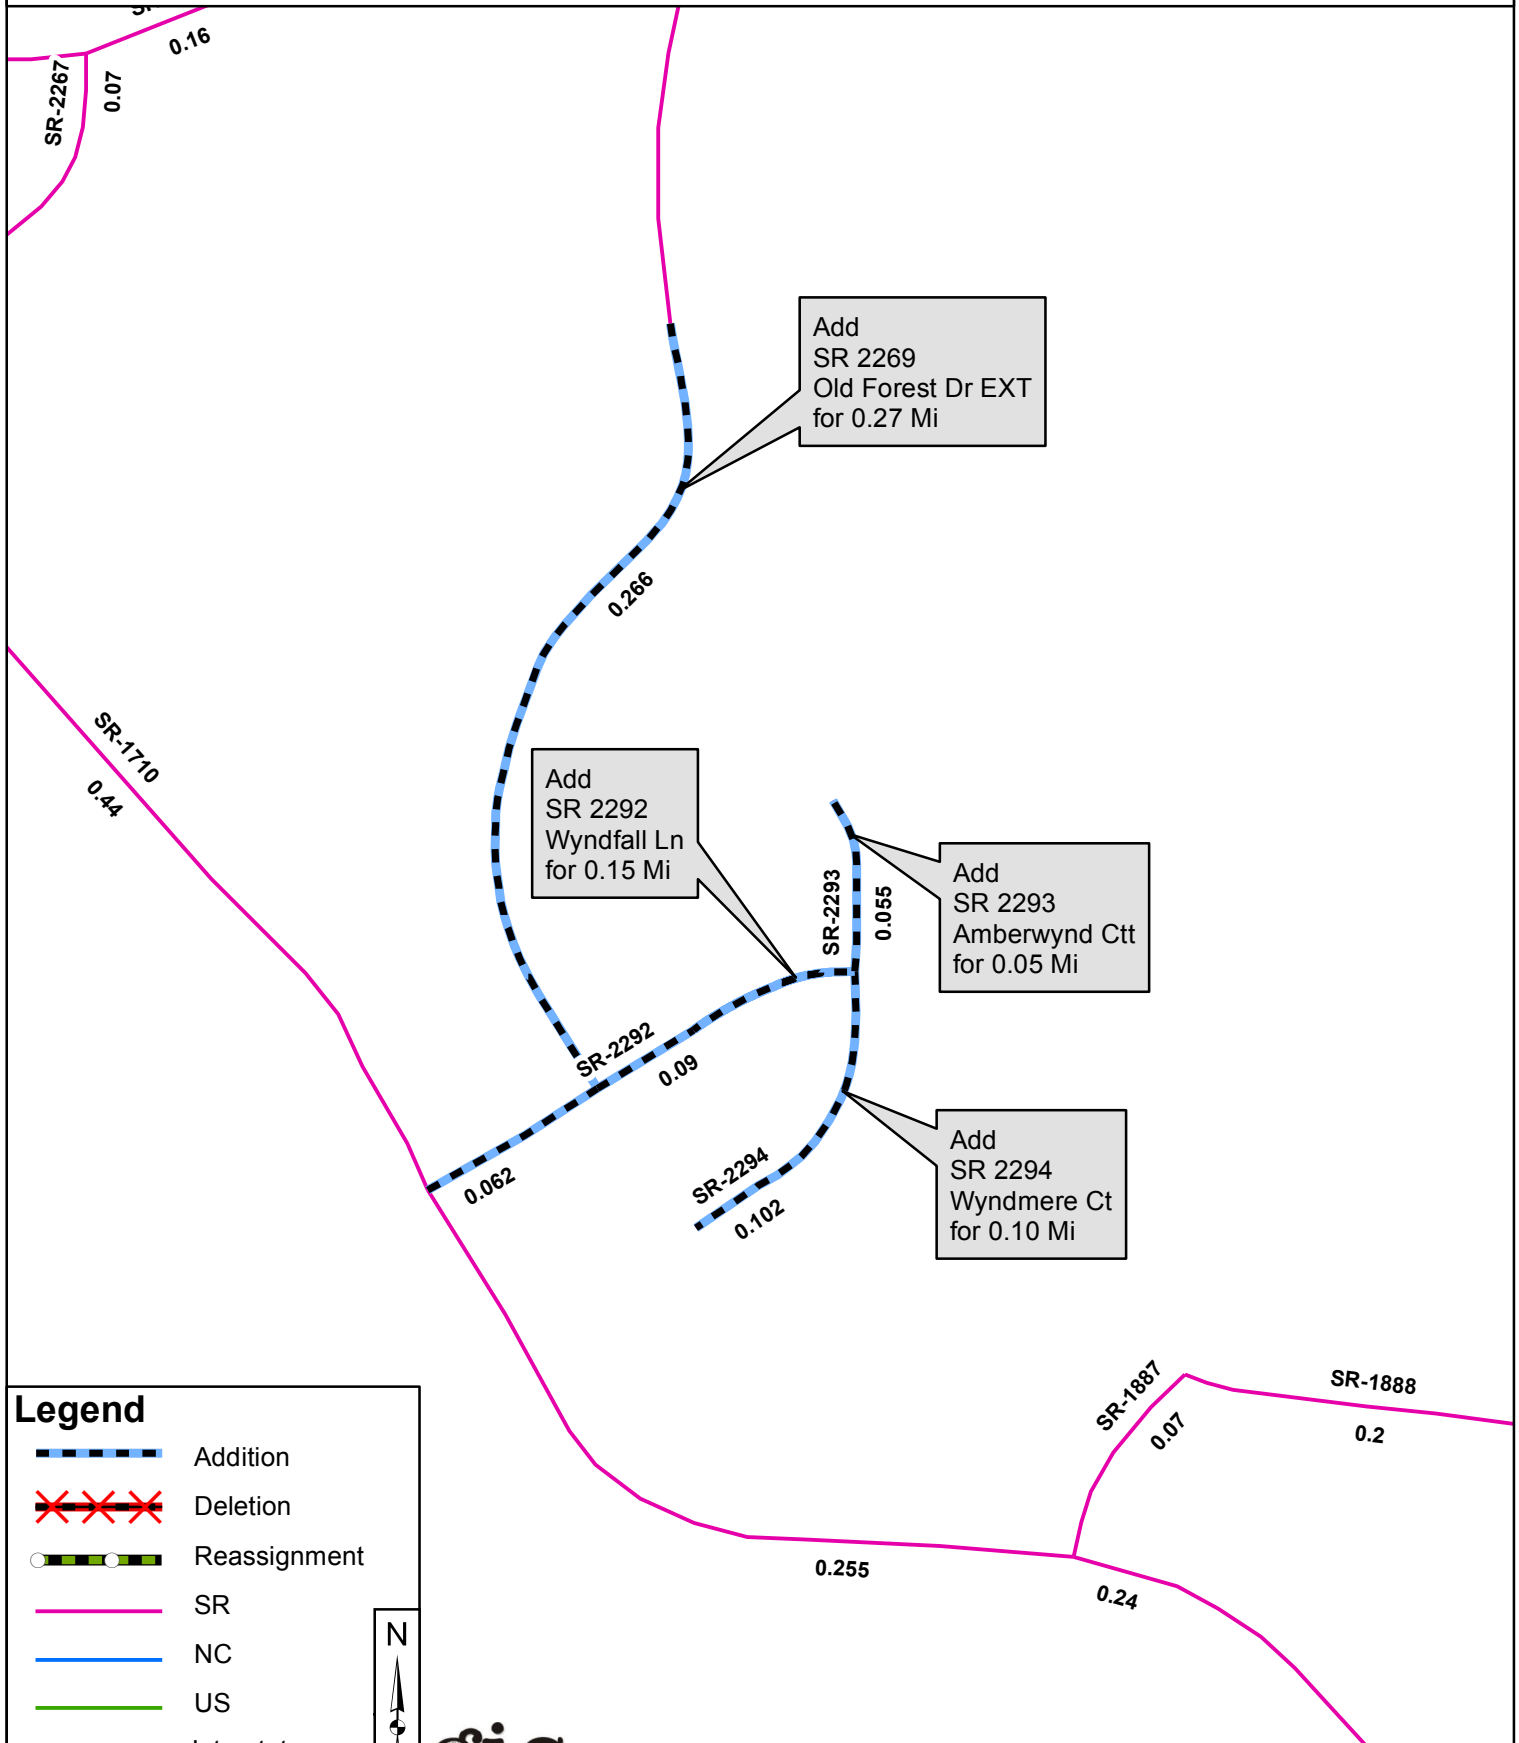 0.16
SR-2267
0.07
Add
SR 2269
Old Forest Dr EXT
for 0.27 Mi
0.266
SR-1710
0.44
Add
SR 2292
Wyndfall Ln
for 0.15 Mi
SR-2293
0.055
Add
SR 2293
Amberwynd Ctt
for 0.05 Mi
SR-2292
0.09
0.062
SR-2294
0.102
Add
SR 2294
Wyndmere Ct
for 0.10 Mi
SR-1887
0.07
SR-1888
0.2
0.255
0.24
Legend
Addition
Deletion
Reassignment
SR
NC
US
N